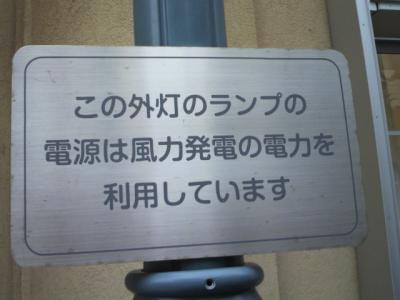 この外灯のランプの
電源は風力発電の電力を
利用しています